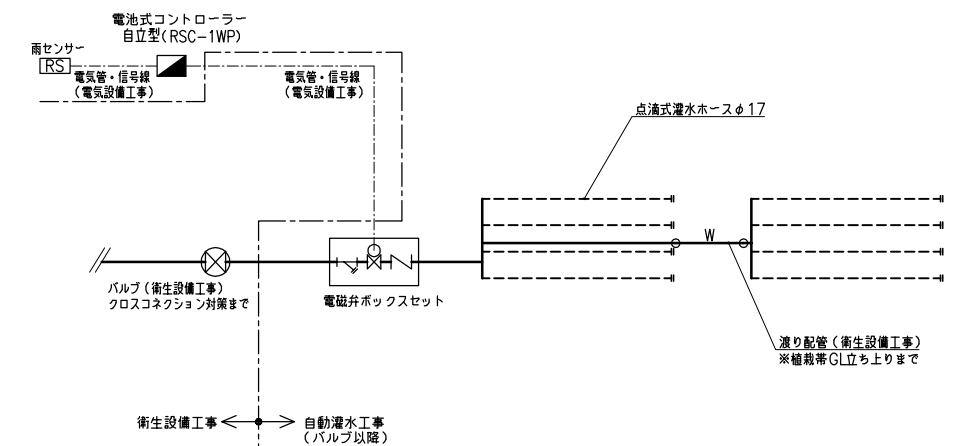 電池式コントローラー
自立型(RSC-1WP)
雨センサー
RS
電気管・信号線
(電気設備工事)
電気管・信号線
(電気設備工事)
点滴式灌水ホースφ17
W
バルブ(衛生設備工事)
クロスコネクション対策まで
電磁弁ボックスセット
渡り配管(衛生設備工事)
※植栽帯GL立ち上りまで
衛生設備工事
自動灌水工事
(バルブ以降)